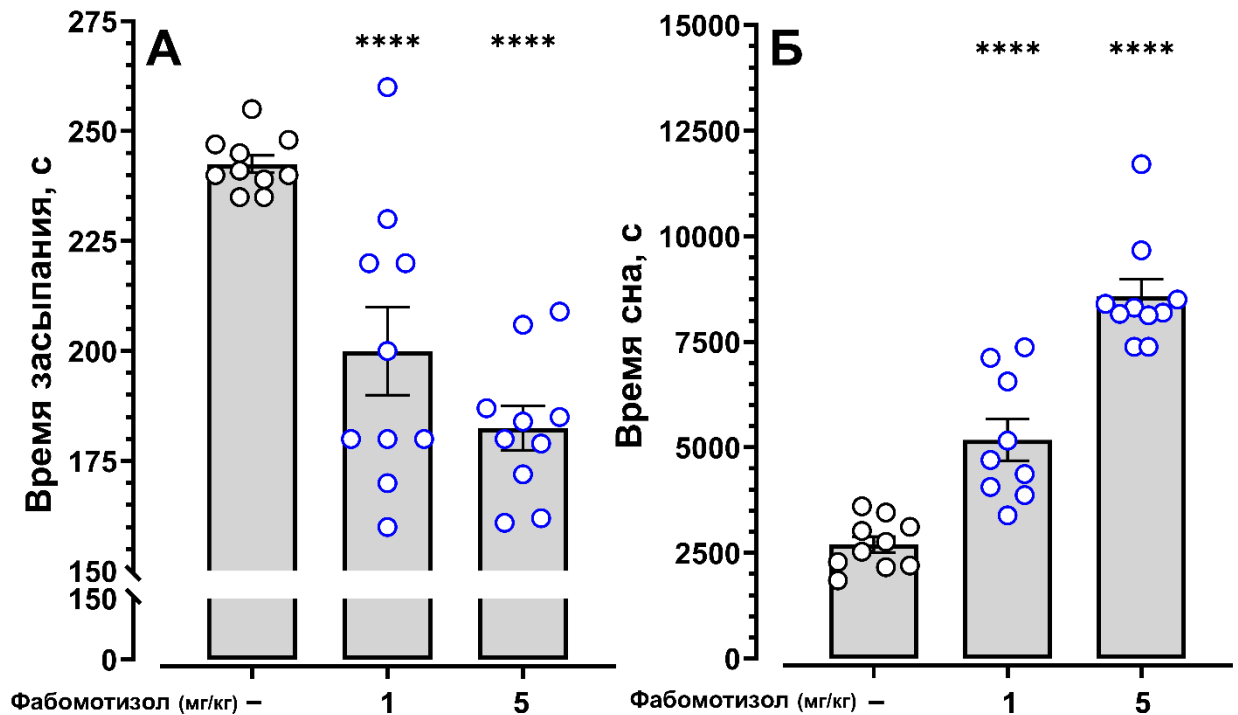 А
Время засыпания, с
275
250
225
200
175
150
150
0
**** ****
Фабомотизол (мг/кг) – 1 5
Б
Время сна, с
15000
12500
10000
7500
5000
2500
0
**** ****
Фабомотизол (мг/кг) – 1 5